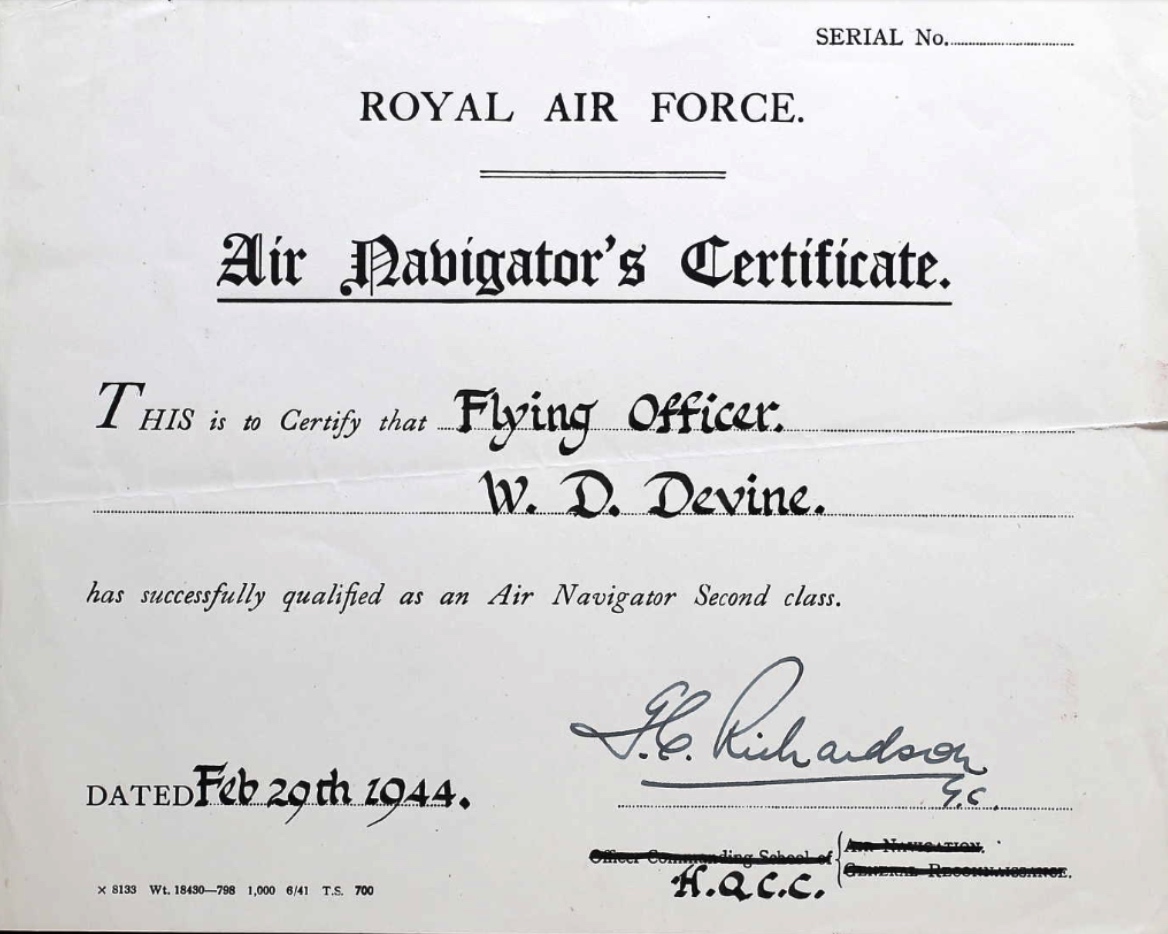 SERIAL No.
ROYAL AIR FORCE.
Air Navigator's Certificate.
THIS is to Certify that Flying Officer.
W. D. Devine.
has successfully qualified as an Air Navigator Second class.
F.C. Richardson
G.C.
DATED Feb 29th 1944.
Officer Commanding School of { AIR NAVIGATION.
GENERAL RECONNAISSANCE.
H.Q.C.C.
X 8133 Wt. 18430—798 1,000 6/41 T.S. 700